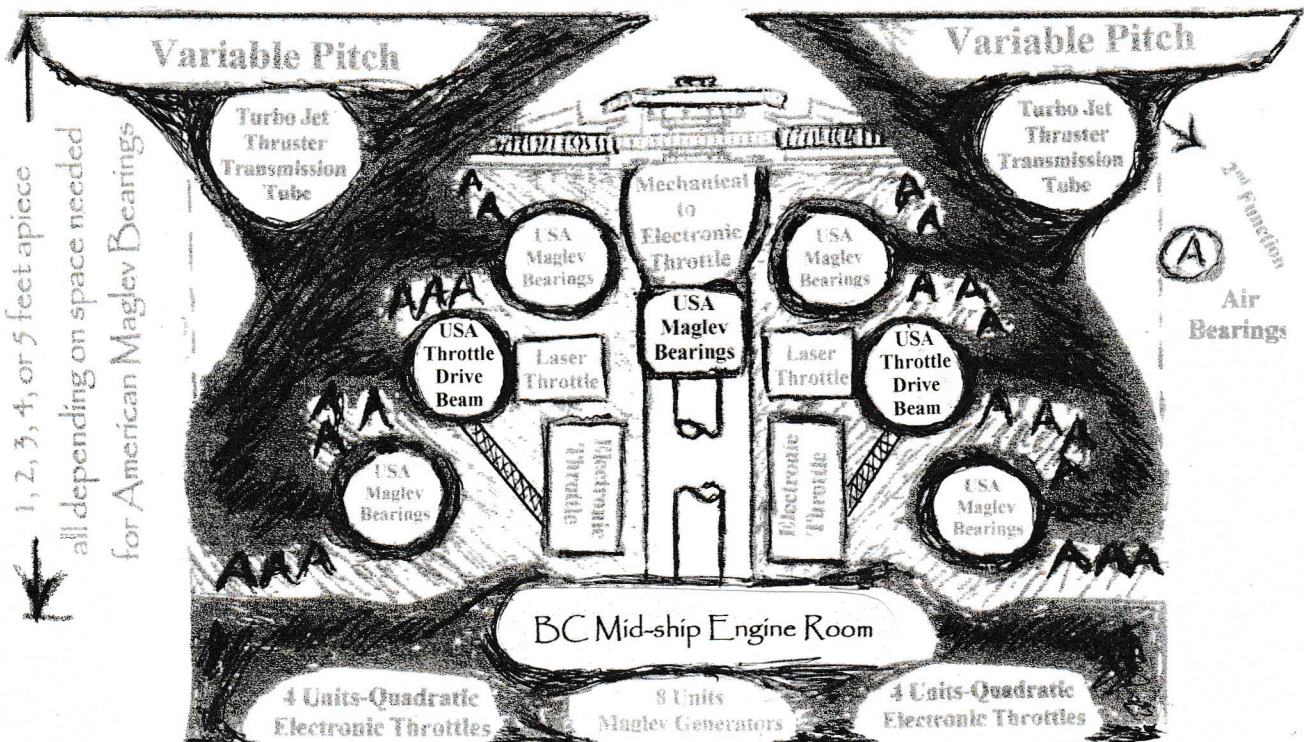 Variable Pitch
Variable Pitch
Turbo Jet
Thruster
Transmission
Tube
Turbo Jet
Thruster
Transmission
Tube
1, 2, 3, 4, or 5 feet apiece
all depending on space needed
for American Maglev Bearings
Mechanical
to
Electronic
Throttle
A
A
A
A
A
USA
Maglev
Bearings
USA
Maglev
Bearings
2nd Function
A
Air
Bearings
AAA
A A
A
USA
Maglev
Bearings
USA
Throttle
Drive
Beam
Laser
Throttle
Laser
Throttle
USA
Throttle
Drive
Beam
A A
A
A A
A
A
Electronic
Throttle
Electronic
Throttle
USA
Maglev
Bearings
USA
Maglev
Bearings
AAA
AAA
BC Mid-ship Engine Room
4 Units-Quadratic
Electronic Throttles
8 Units
Maglev Generators
4 Units-Quadratic
Electronic Throttles